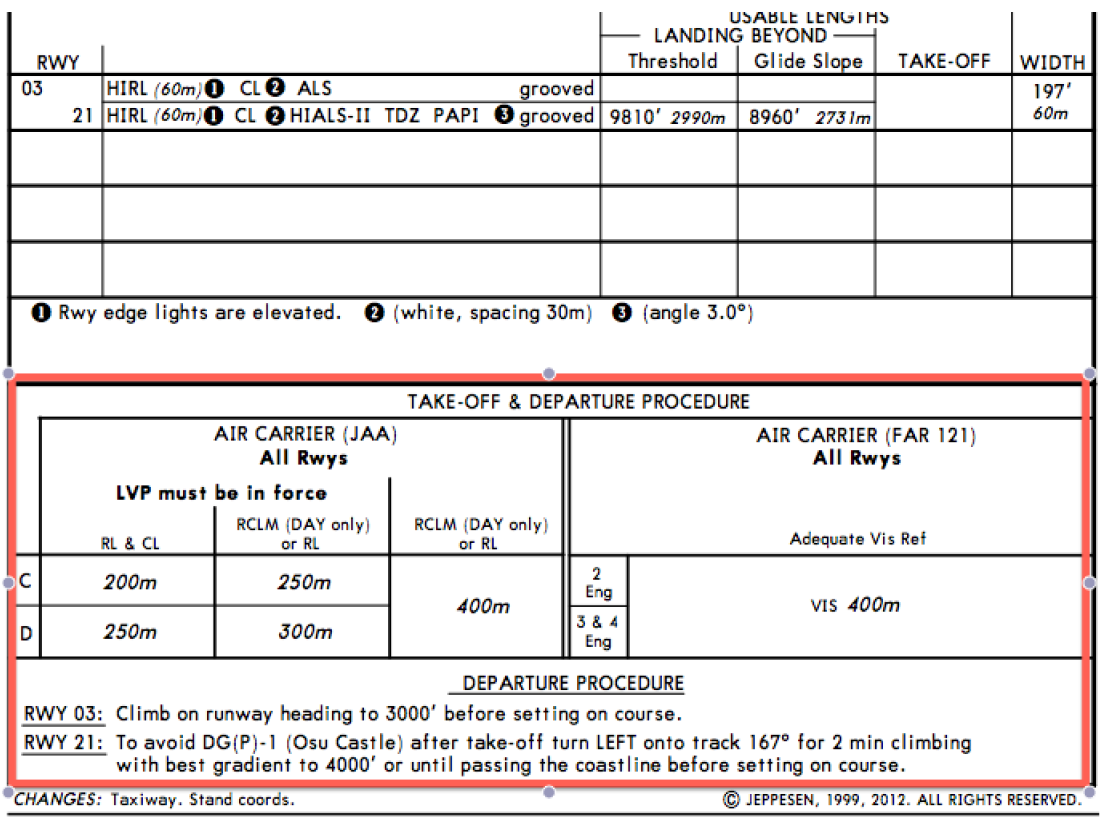 USABLE LENGTHS
LANDING BEYOND
RWY Threshold Glide Slope TAKE-OFF WIDTH
03 HIRL (60m)❶ CL❷ ALS grooved 197'
21 HIRL (60m)❶ CL ❷HIALS-II TDZ PAPI ❸grooved 9810' 2990m 8960' 2731m 60m
❶ Rwy edge lights are elevated. ❷ (white, spacing 30m) ❸ (angle 3.0°)
TAKE-OFF & DEPARTURE PROCEDURE
AIR CARRIER (JAA)
All Rwys
LVP must be in force
RL & CL
RCLM (DAY only)
or RL
RCLM (DAY only)
or RL
C 200m 250m
400m
D 250m 300m
AIR CARRIER (FAR 121)
All Rwys
Adequate Vis Ref
2
Eng
3 & 4
Eng
VIS 400m
DEPARTURE PROCEDURE
RWY 03: Climb on runway heading to 3000' before setting on course.
RWY 21: To avoid DG(P)-1 (Osu Castle) after take-off turn LEFT onto track 167° for 2 min climbing
with best gradient to 4000' or until passing the coastline before setting on course.
CHANGES: Taxiway. Stand coords. © JEPPESEN, 1999, 2012. ALL RIGHTS RESERVED.